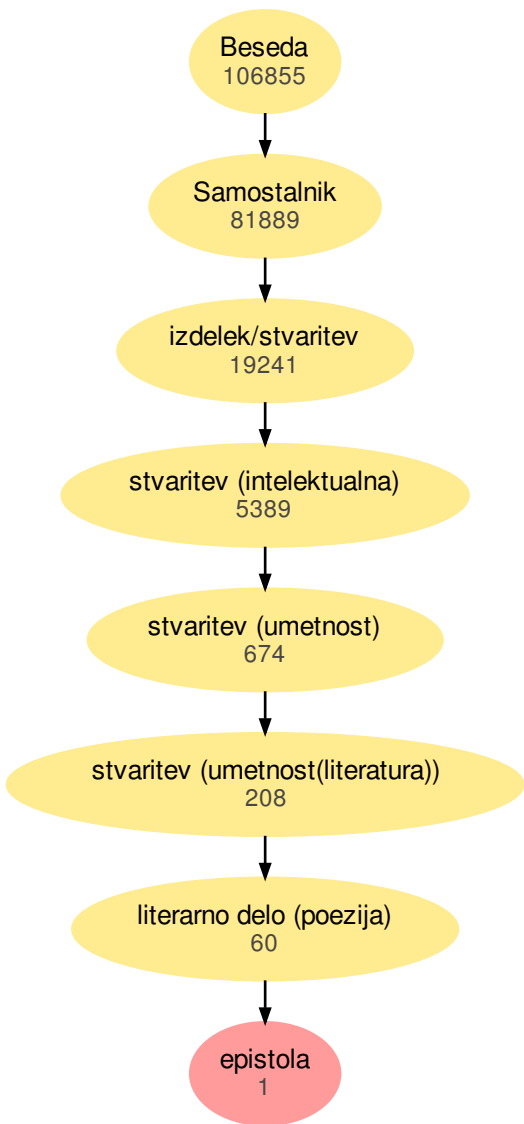 Beseda
106855
Samostalnik
81889
izdelek/stvaritev
19241
stvaritev (intelektualna)
5389
stvaritev (umetnost)
674
stvaritev (umetnost(literatura))
208
literarno delo (poezija)
60
epistola
1